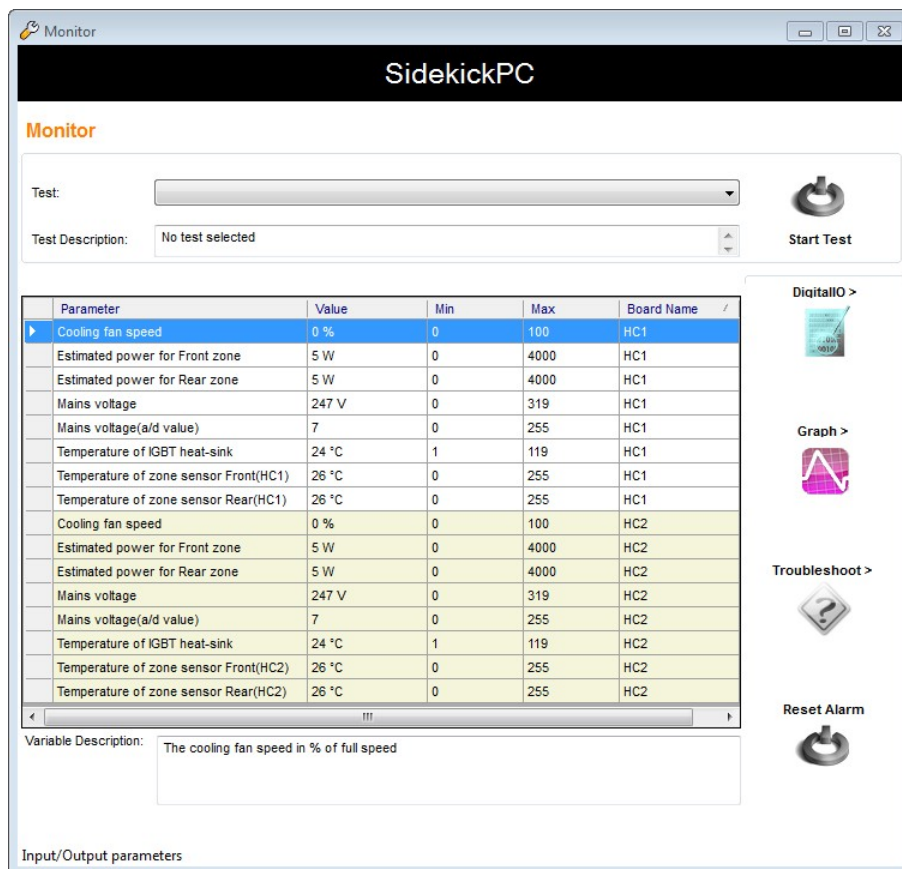 Monitor
SidekickPC
Monitor
Test:
Test Description: No test selected
Start Test
DigitalIO >
Parameter Value Min Max Board Name
Cooling fan speed 0 % 0 100 HC1
Estimated power for Front zone 5 W 0 4000 HC1
Estimated power for Rear zone 5 W 0 4000 HC1
Mains voltage 247 V 0 319 HC1
Mains voltage(a/d value) 7 0 255 HC1
Temperature of IGBT heat-sink 24 °C 1 119 HC1
Temperature of zone sensor Front(HC1) 26 °C 0 255 HC1
Temperature of zone sensor Rear(HC1) 26 °C 0 255 HC1
Cooling fan speed 0 % 0 100 HC2
Estimated power for Front zone 5 W 0 4000 HC2
Estimated power for Rear zone 5 W 0 4000 HC2
Mains voltage 247 V 0 319 HC2
Mains voltage(a/d value) 7 0 255 HC2
Temperature of IGBT heat-sink 24 °C 1 119 HC2
Temperature of zone sensor Front(HC2) 26 °C 0 255 HC2
Temperature of zone sensor Rear(HC2) 26 °C 0 255 HC2
Graph >
Troubleshoot >
Reset Alarm
Variable Description: The cooling fan speed in % of full speed
Input/Output parameters